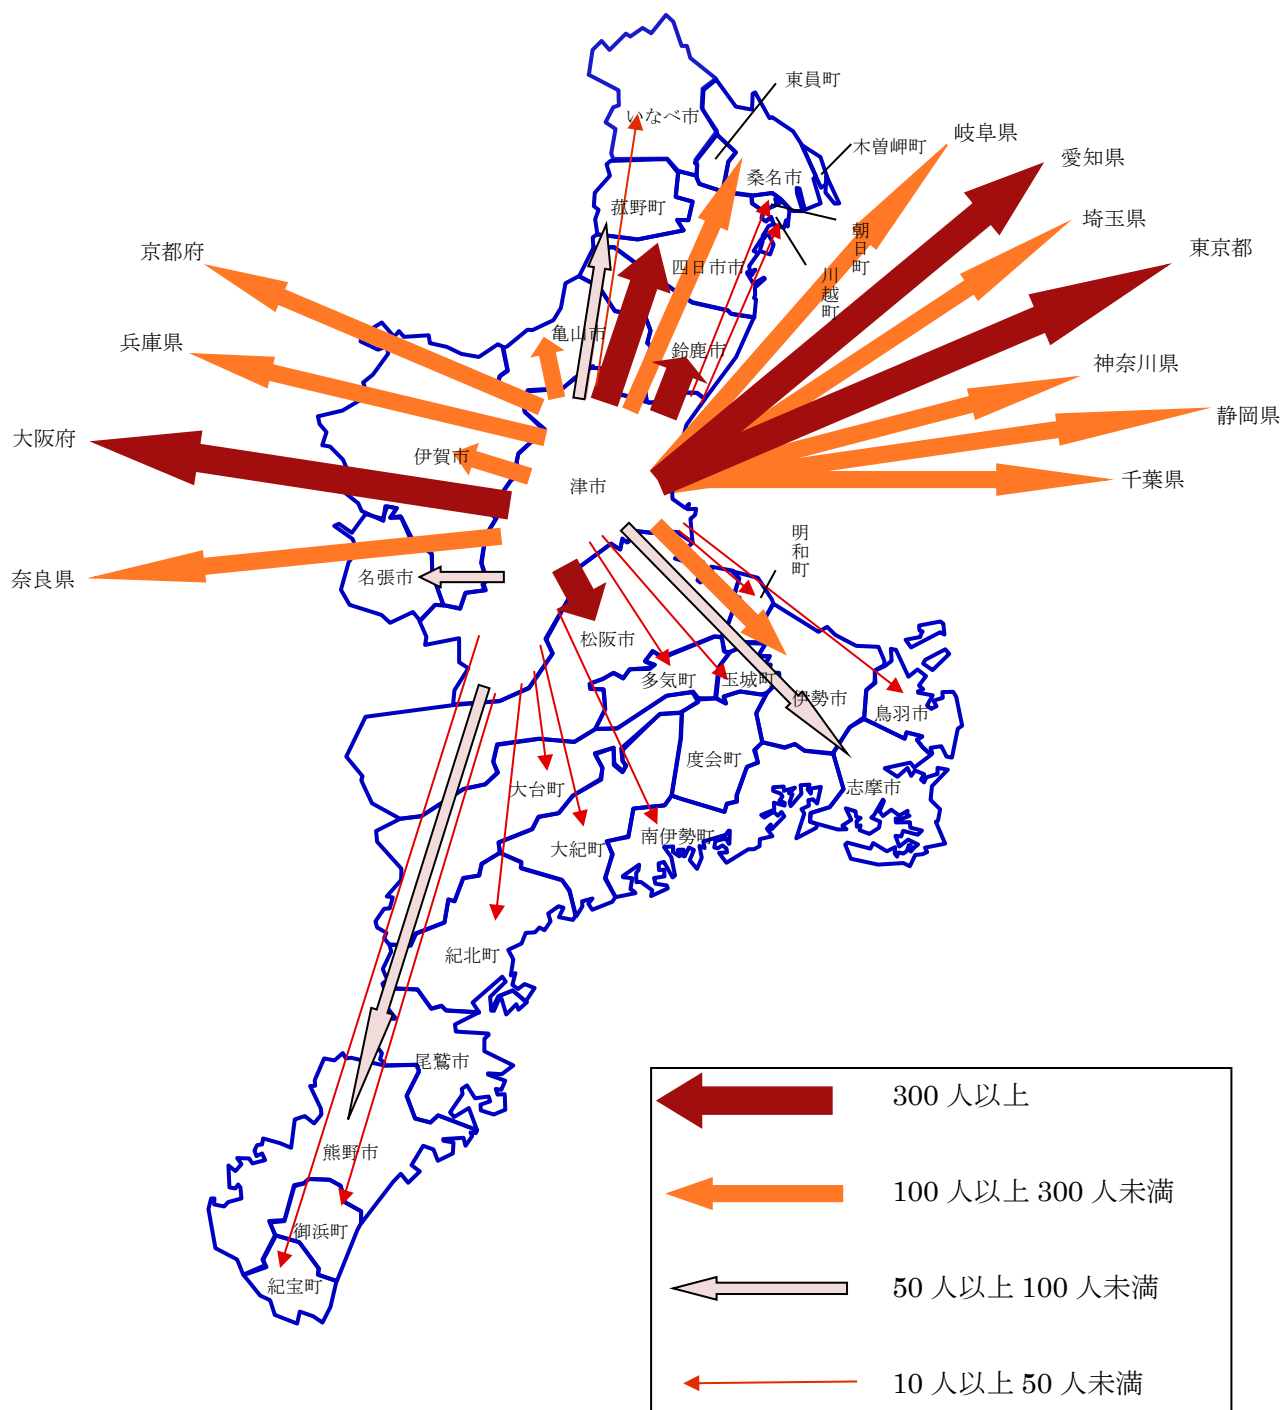 東員町
いなべ市
木曽岬町
岐阜県
愛知県
桑名市
菰野町
埼玉県
朝日町
京都府
東京都
四日市市
川越町
亀山市
兵庫県
鈴鹿市
神奈川県
静岡県
大阪府
伊賀市
千葉県
津市
明和町
奈良県
名張市
松阪市
多気町
玉城町
伊勢市
鳥羽市
度会町
大台町
志摩市
南伊勢町
大紀町
紀北町
尾鷲市
300 人以上
熊野市
100 人以上 300 人未満
御浜町
紀宝町
50 人以上 100 人未満
10 人以上 50 人未満